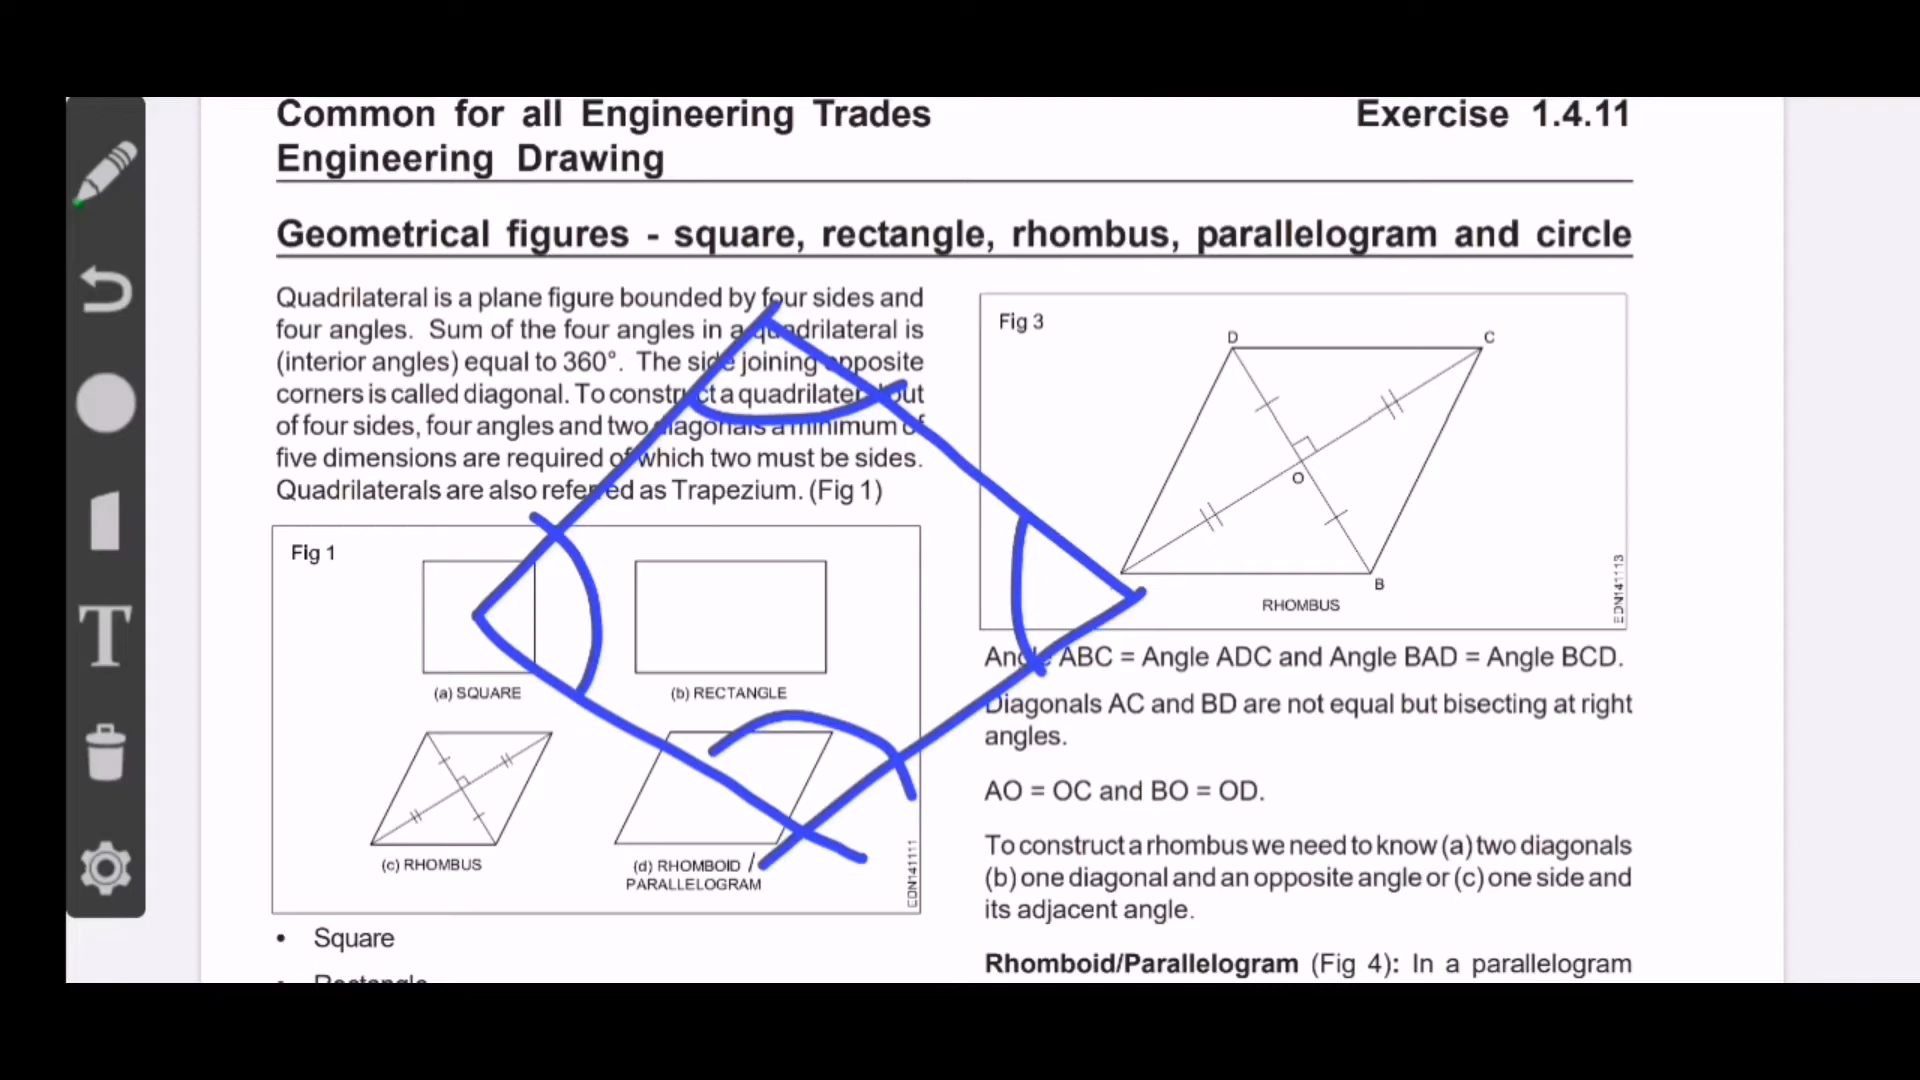 Common for all Engineering Trades
Exercise 1.4.11
Engineering Drawing
Geometrical figures - square, rectangle, rhombus, parallelogram and circle
Quadrilateral is a plane figure bounded by four sides and
four angles. Sum of the four angles in a quadrilateral is
(interior angles) equal to 360°. The side joining opposite
corners is called diagonal. To construct a quadrilateral out
of four sides, four angles and two diagonals a minimum of
five dimensions are required of which two must be sides.
Quadrilaterals are also referred as Trapezium. (Fig 1)
Fig 1
(a) SQUARE
(b) RECTANGLE
(c) RHOMBUS
(d) RHOMBOID /
PARALLELOGRAM
EDN141111
• Square
• Rectangle
Fig 3
D
C
O
B
RHOMBUS
EDN141113
Angle ABC = Angle ADC and Angle BAD = Angle BCD.
Diagonals AC and BD are not equal but bisecting at right
angles.
AO = OC and BO = OD.
To construct a rhombus we need to know (a) two diagonals
(b) one diagonal and an opposite angle or (c) one side and
its adjacent angle.
Rhomboid/Parallelogram (Fig 4): In a parallelogram
T